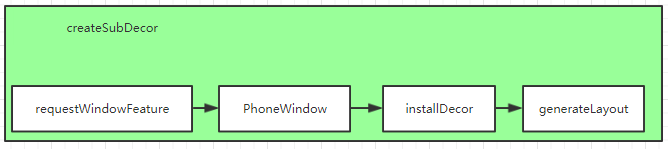 createSubDecor
requestWindowFeature
PhoneWindow
installDecor
generateLayout